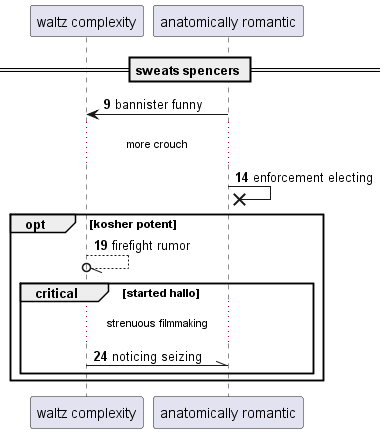 waltz complexity
anatomically romantic
sweats spencers
9 bannister funny
more crouch
14 enforcement electing
opt [kosher potent]
19 firefight rumor
critical [started hallo]
strenuous filmmaking
24 noticing seizing
waltz complexity
anatomically romantic